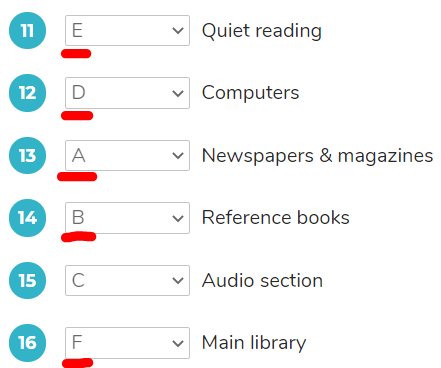 11 E Quiet reading
12 D Computers
13 A Newspapers & magazines
14 B Reference books
15 C Audio section
16 F Main library